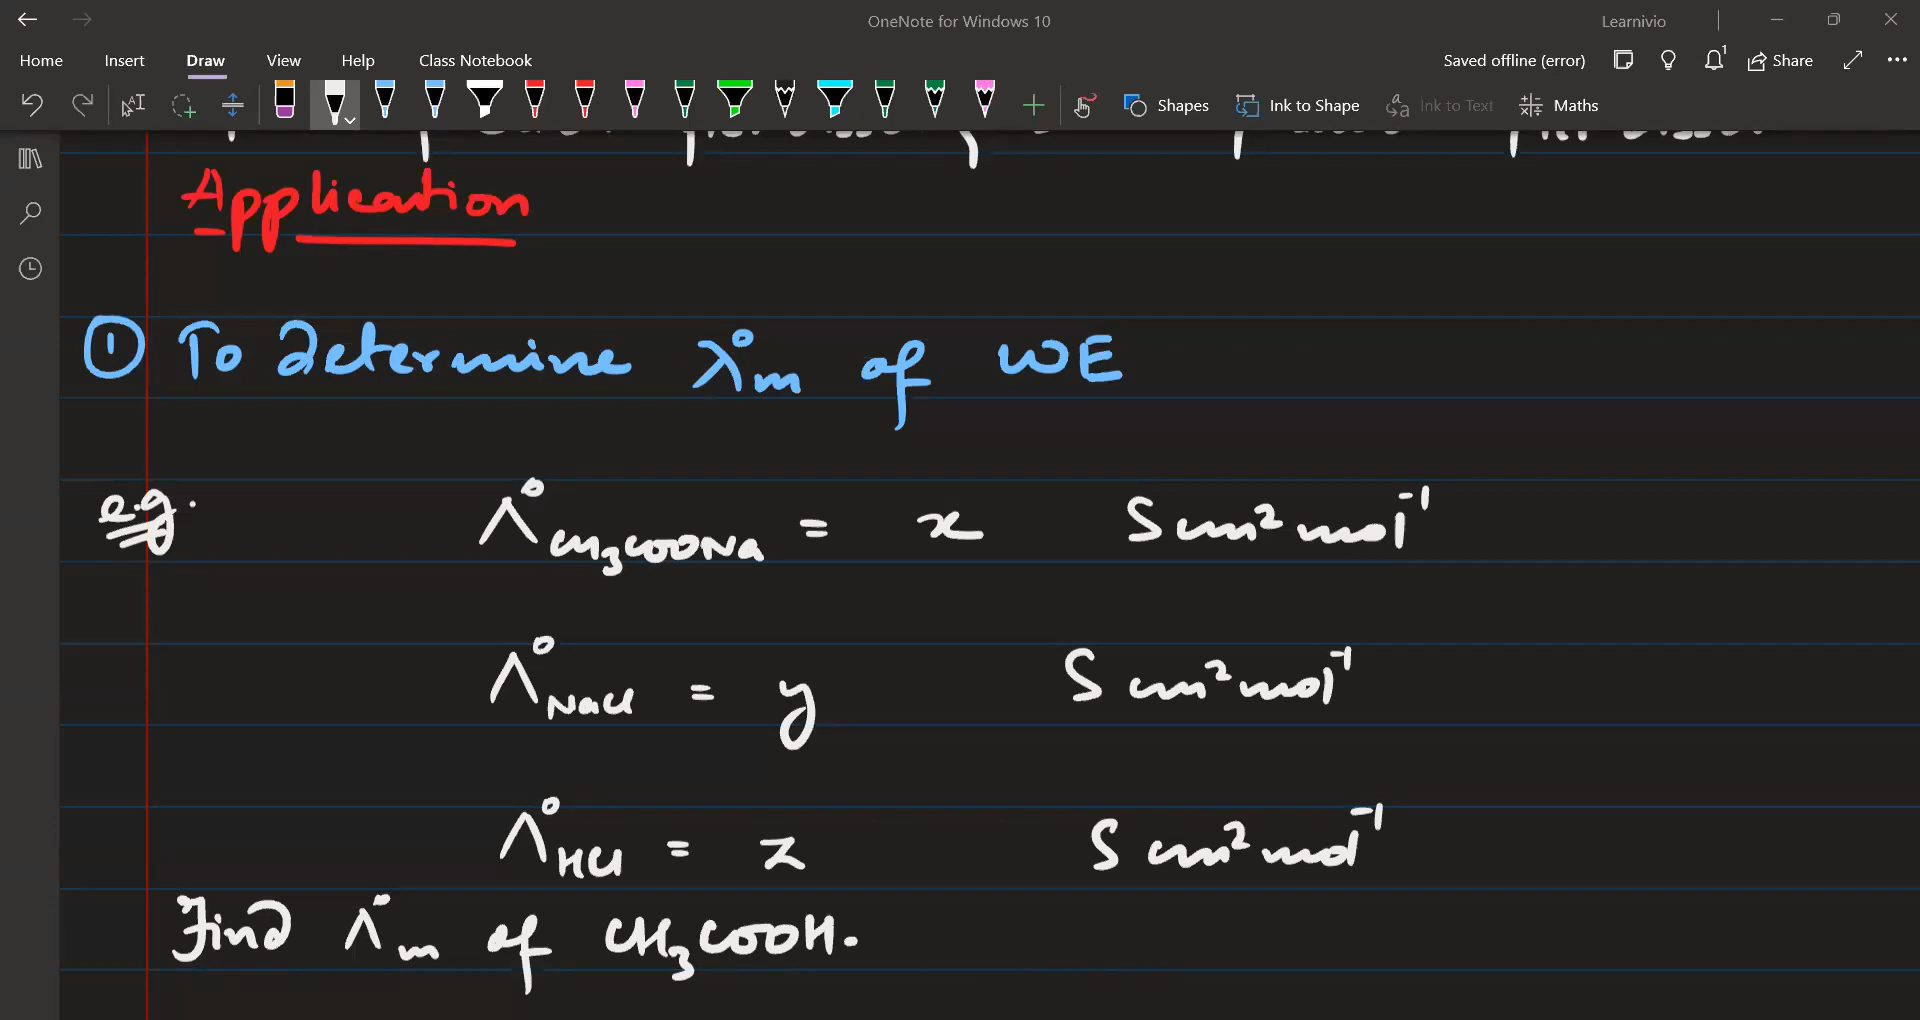 OneNote for Windows 10
Learnivio
Home Insert Draw View Help Class Notebook
Saved offline (error) 1 Share
Shapes Ink to Shape Ink to Text Maths
Application
① To determine λ°m of WE
e.g. Λ°CH₃COONa = x S cm² mol⁻¹
Λ°NaCl = y S cm² mol⁻¹
Λ°HCl = z S cm² mol⁻¹
Find Λ°m of CH₃COOH.